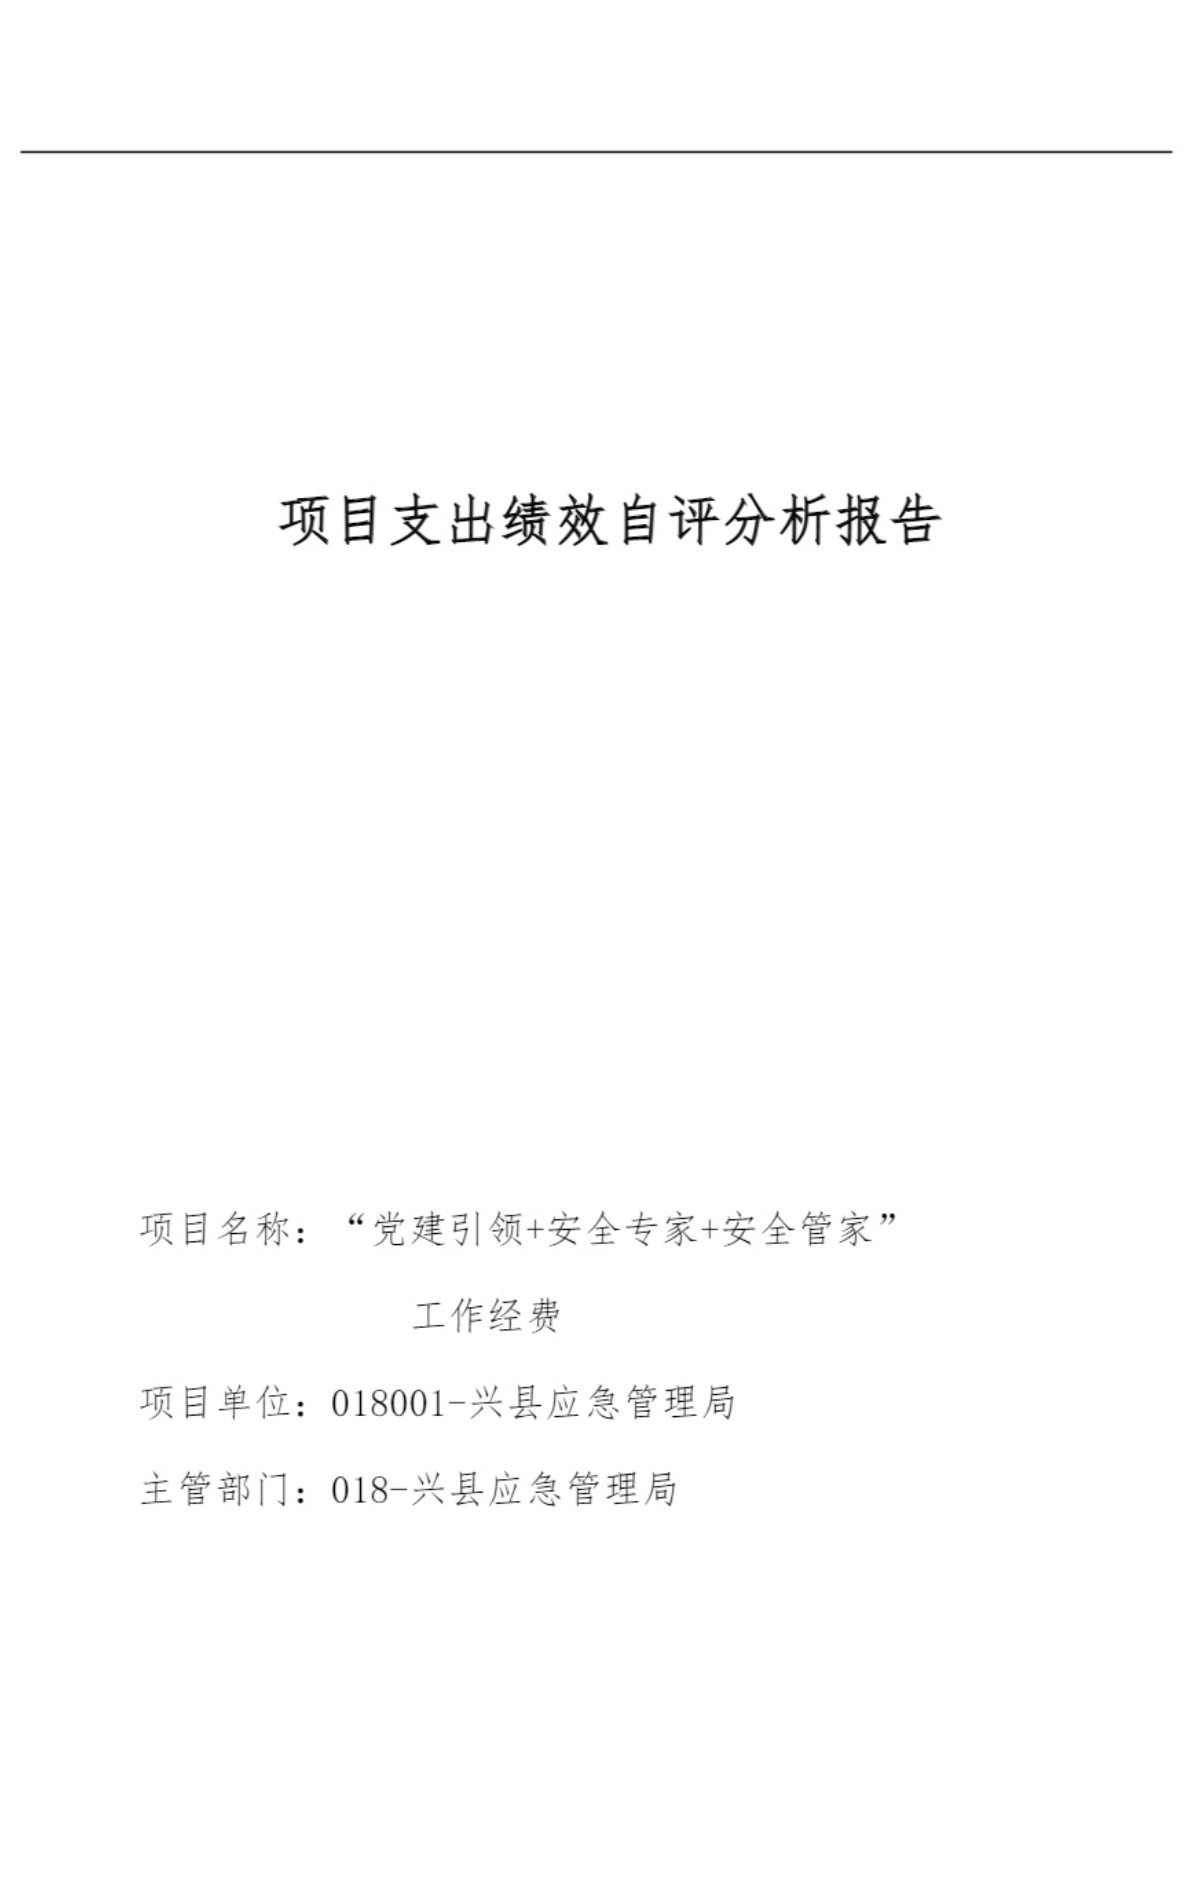 项目支出绩效自评分析报告
项目名称：“党建引领+安全专家+安全管家”
工作经费
项目单位：018001-兴县应急管理局
主管部门：018-兴县应急管理局